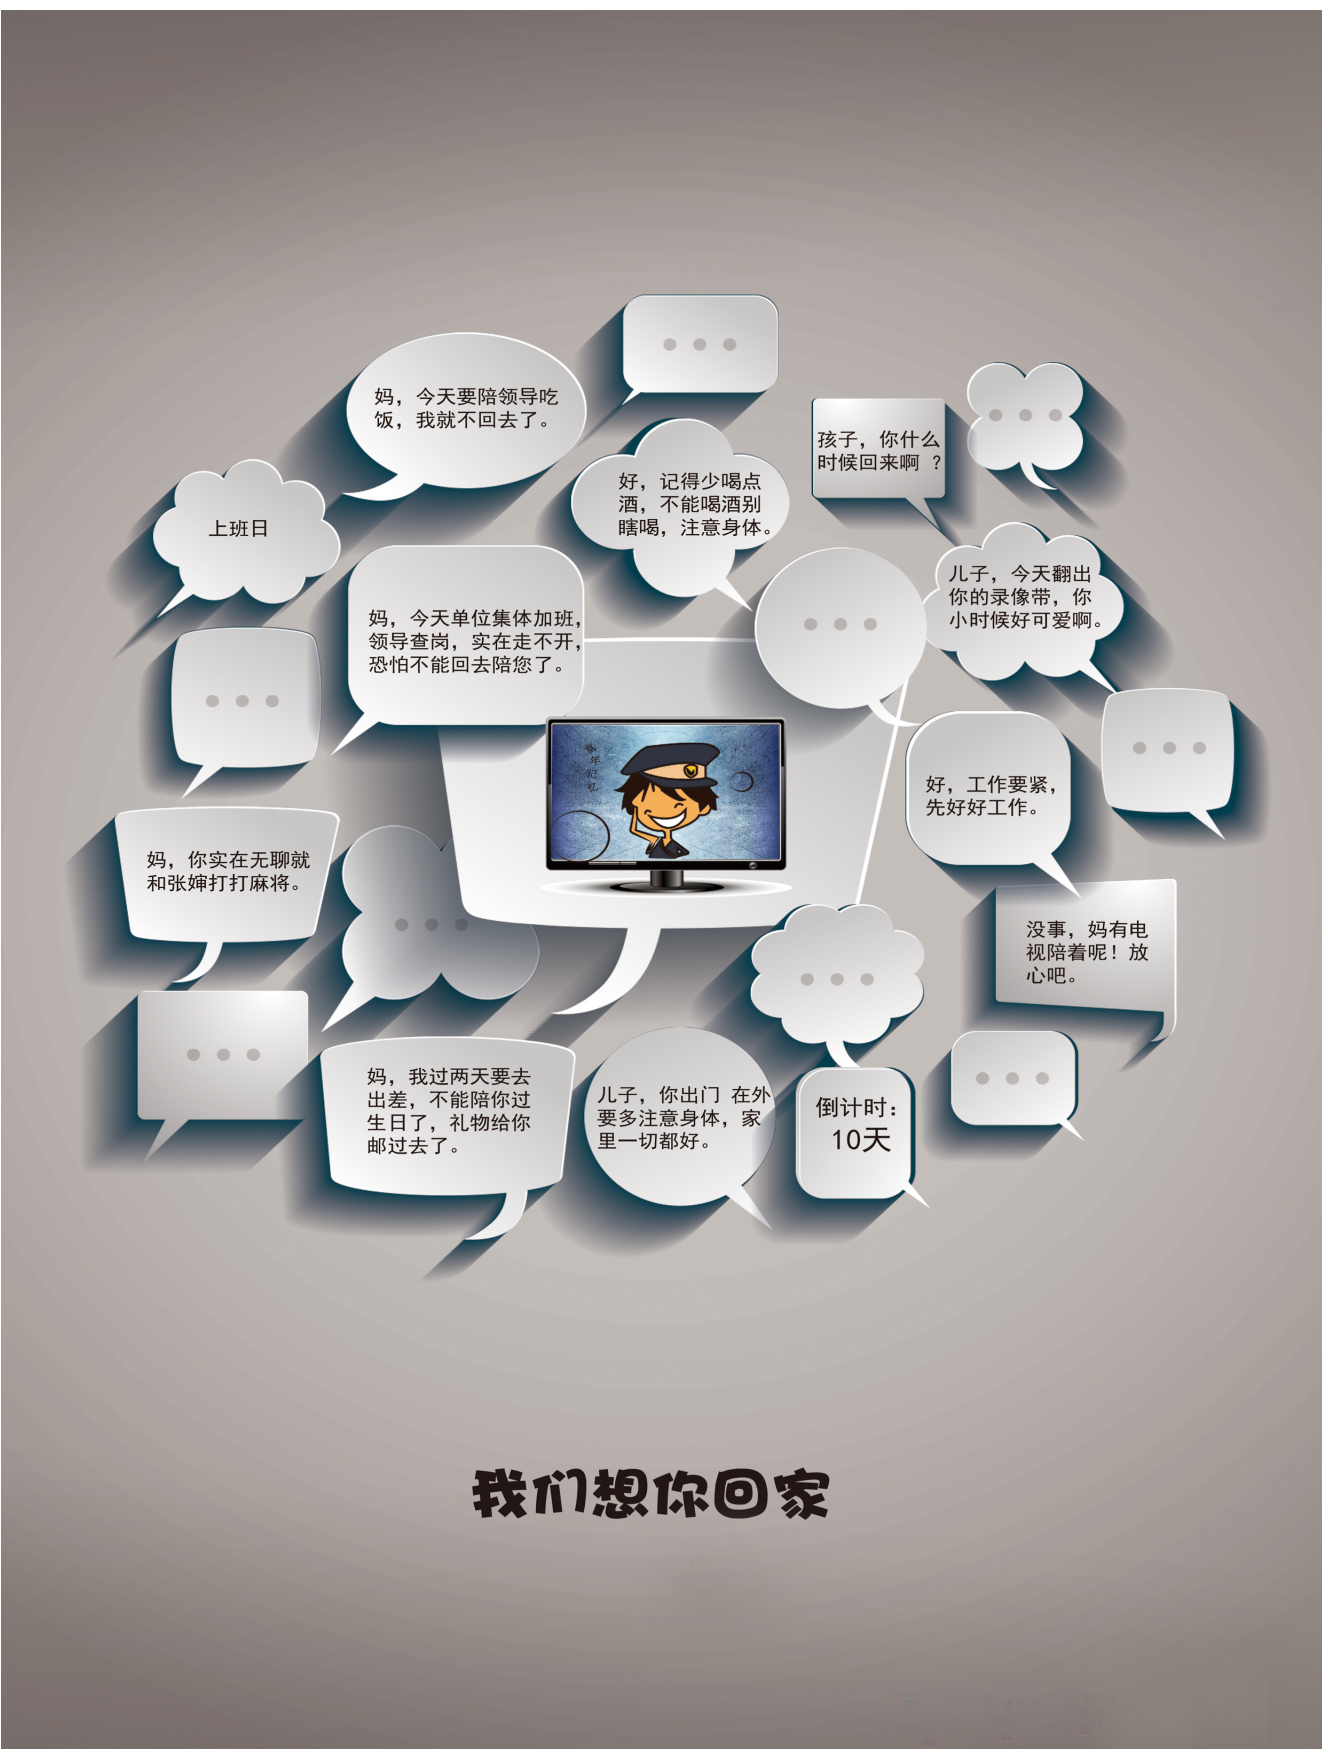 妈，今天要陪领导吃
饭，我就不回去了。
孩子，你什么
时候回来啊 ？
好，记得少喝点
酒，不能喝酒别
瞎喝，注意身体。
上班日
儿子，今天翻出
你的录像带，你
小时候好可爱啊。
妈，今天单位集体加班，
领导查岗，实在走不开，
恐怕不能回去陪您了。
年记忆
好，工作要紧，
先好好工作。
妈，你实在无聊就
和张婶打打麻将。
没事，妈有电
视陪着呢！放
心吧。
妈，我过两天要去
出差，不能陪你过
生日了，礼物给你
邮过去了。
儿子，你出门 在外
要多注意身体，家
里一切都好。
倒计时：
10天
我们想你回家